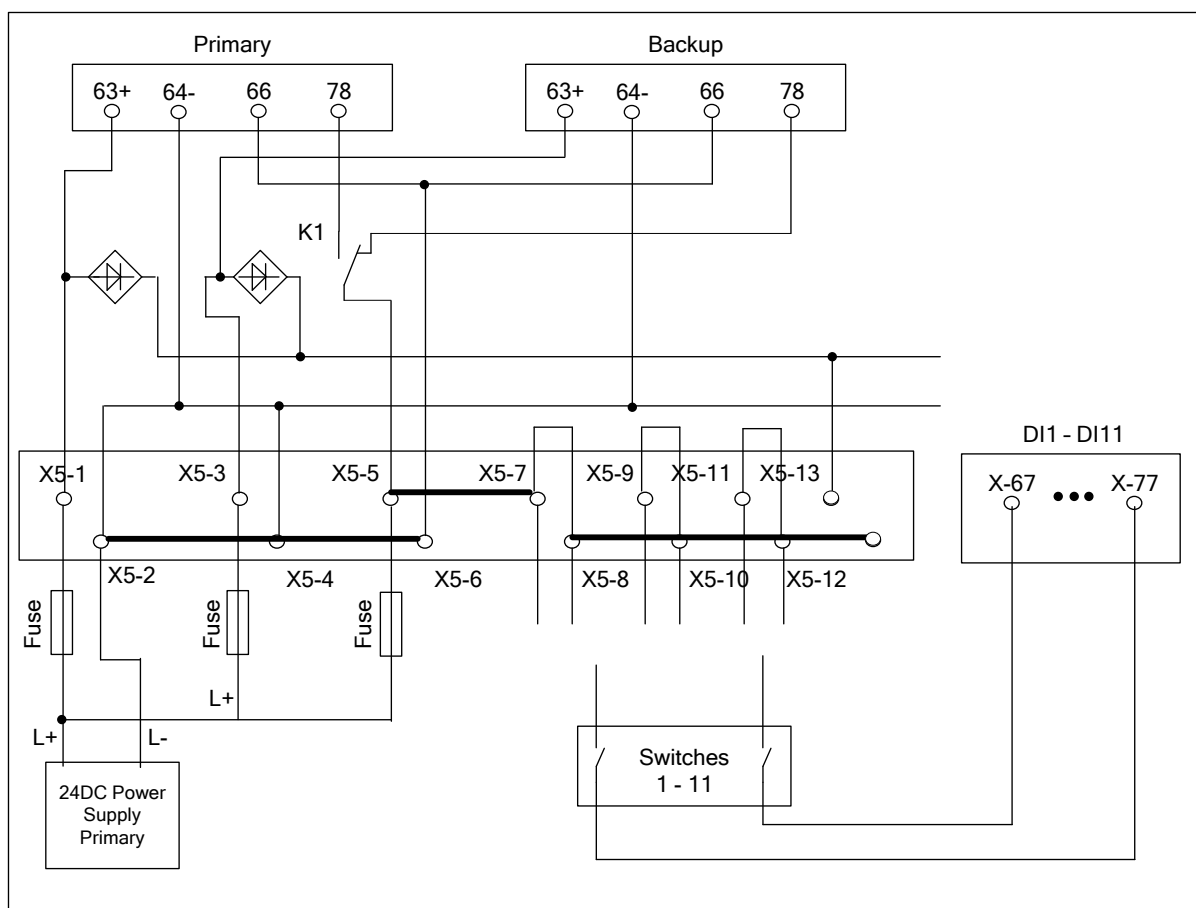 Primary
Backup
63+ 64- 66 78
63+ 64- 66 78
K1
DI1 - DI11
X5-1 X5-3 X5-5 X5-7 X5-9 X5-11 X5-13
X-67 X-77
X5-2 X5-4 X5-6 X5-8 X5-10 X5-12
Fuse
Fuse
Fuse
L+
L+ L-
Switches
1 - 11
24DC Power
Supply
Primary